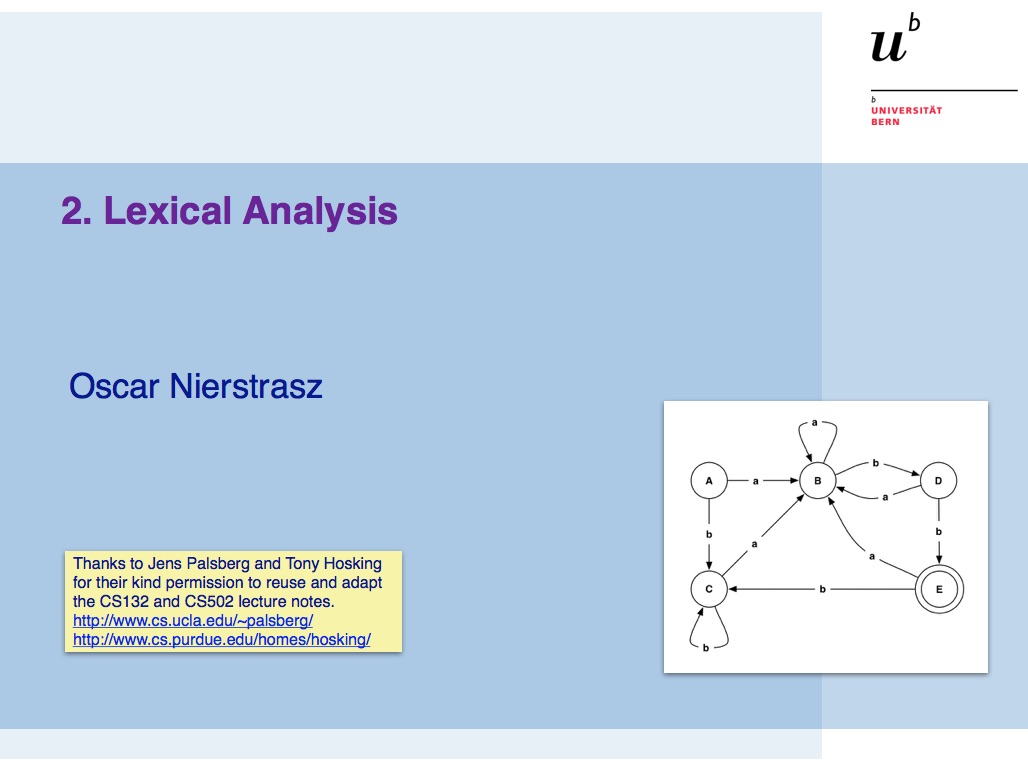 u b
b
UNIVERSITÄT
BERN
2. Lexical Analysis
Oscar Nierstrasz
Thanks to Jens Palsberg and Tony Hosking
for their kind permission to reuse and adapt
the CS132 and CS502 lecture notes.
http://www.cs.ucla.edu/~palsberg/
http://www.cs.purdue.edu/homes/hosking/
a
b
A a B D
a
b b
a
a
C b E
b